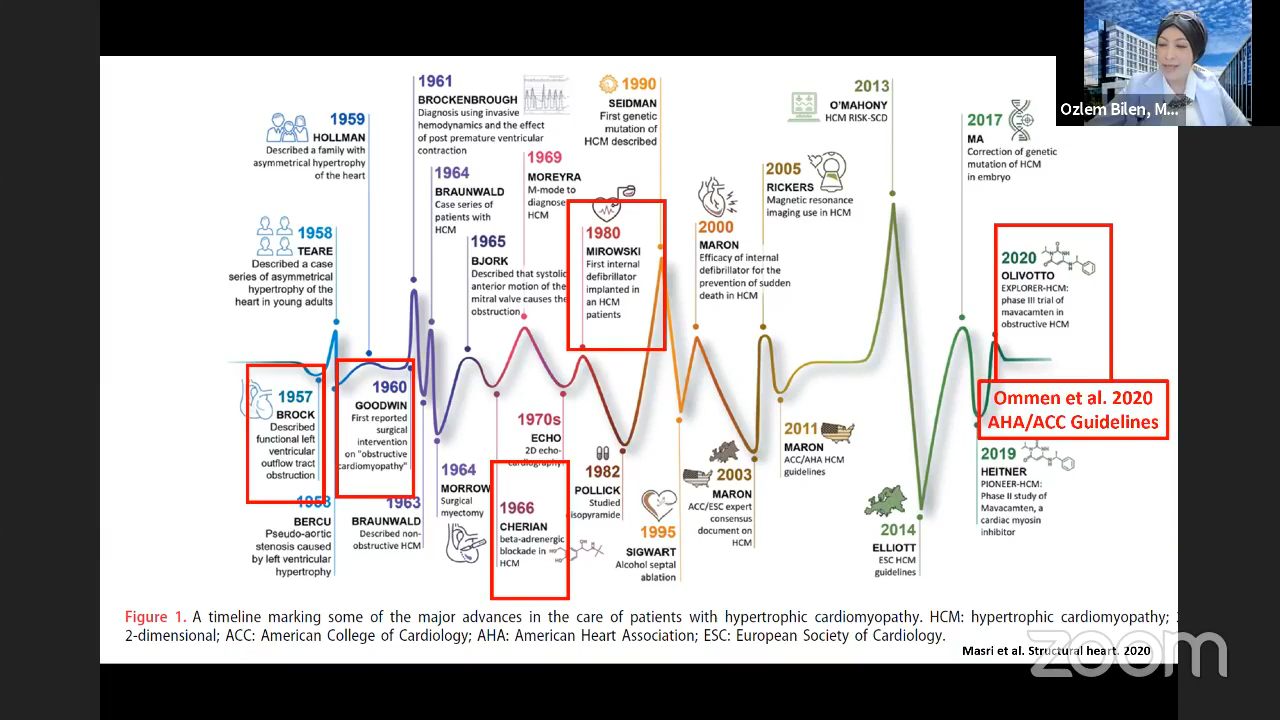 Ozlem Bilen, M...
1961
BROCKENBROUGH
Diagnosis using invasive
hemodynamics and the effect
of post premature ventricular
contraction
1990
SEIDMAN
First genetic
mutation of
HCM described
2013
O'MAHONY
HCM RISK-SCD
2017
MA
Correction of genetic
mutation of HCM
in embryo
1959
HOLLMAN
Described a family with
asymmetrical hypertrophy
of the heart
1964
BRAUNWALD
Case series of
patients with
HCM
1969
MOREYRA
M-mode to
diagnose
HCM
2005
RICKERS
Magnetic resonance
imaging use in HCM
1958
TEARE
Described a case
series of asymmetrical
hypertrophy of the
heart in young adults
1965
BJORK
Described that systolic
anterior motion of the
mitral valve causes the
obstruction
1980
MIROWSKI
First internal
defibrillator
implanted in
an HCM
patients
2000
MARON
Efficacy of internal
defibrillator for the
prevention of sudden
death in HCM
2020
OLIVOTTO
EXPLORER-HCM:
phase III trial of
mavacamten in
obstructive HCM
1957
BROCK
Described
functional left
ventricular
outflow tract
obstruction
1960
GOODWIN
First reported
surgical
intervention
on "obstructive
cardiomyopathy"
Ommen et al. 2020
AHA/ACC Guidelines
1958
BERCU
Pseudo-aortic
stenosis caused
by left ventricular
hypertrophy
1963
BRAUNWALD
Described non-
obstructive HCM
1964
MORROW
Surgical
myectomy
1970s
ECHO
2D echo-
cardiography
1966
CHERIAN
beta-adrenergic
blockade in
HCM
HO
HO
OH
1982
POLLICK
Studied
isopyramide
1995
SIGWART
Alcohol septal
ablation
2003
MARON
ACC/ESC expert
consensus
document on
HCM
2011
MARON
ACC/AHA HCM
guidelines
2014
ELLIOTT
ESC HCM
guidelines
2019
HEITNER
PIONEER-HCM:
Phase II study of
Mavacamten, a
cardiac myosin
inhibitor
Figure 1. A timeline marking some of the major advances in the care of patients with hypertrophic cardiomyopathy. HCM: hypertrophic cardiomyopathy;
2-dimensional; ACC: American College of Cardiology; AHA: American Heart Association; ESC: European Society of Cardiology.
Masri et al. Structural heart. 2020
zoom